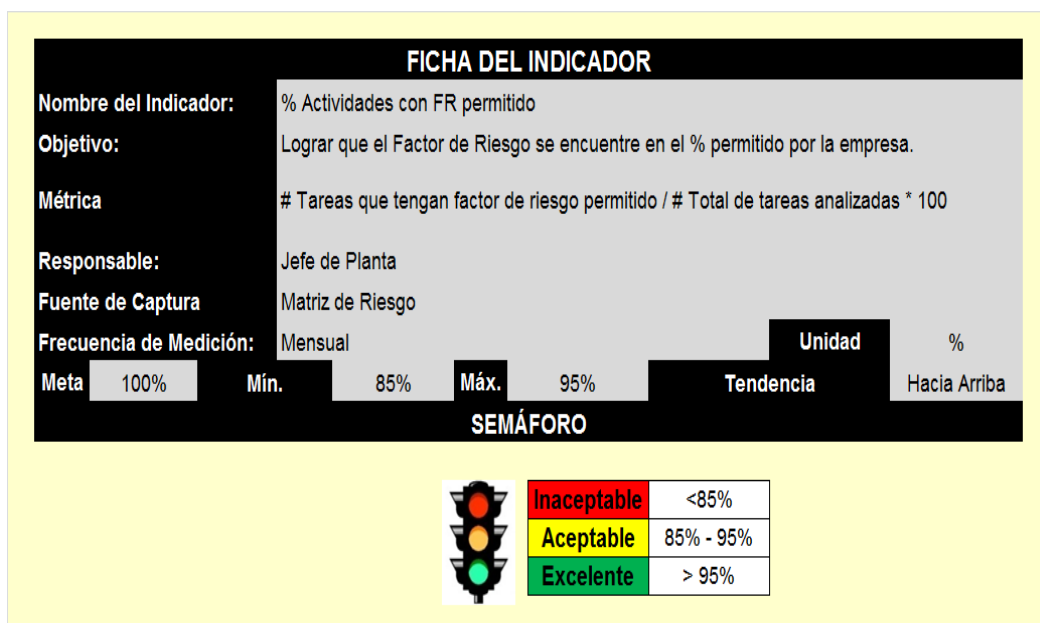 FICHA DEL INDICADOR
Nombre del Indicador: % Actividades con FR permitido
Objetivo: Lograr que el Factor de Riesgo se encuentre en el % permitido por la empresa.
Métrica # Tareas que tengan factor de riesgo permitido / # Total de tareas analizadas * 100
Responsable: Jefe de Planta
Fuente de Captura Matriz de Riesgo
Frecuencia de Medición: Mensual Unidad %
Meta 100% Mín. 85% Máx. 95% Tendencia Hacia Arriba
SEMÁFORO
Inaceptable <85%
Aceptable 85% - 95%
Excelente > 95%